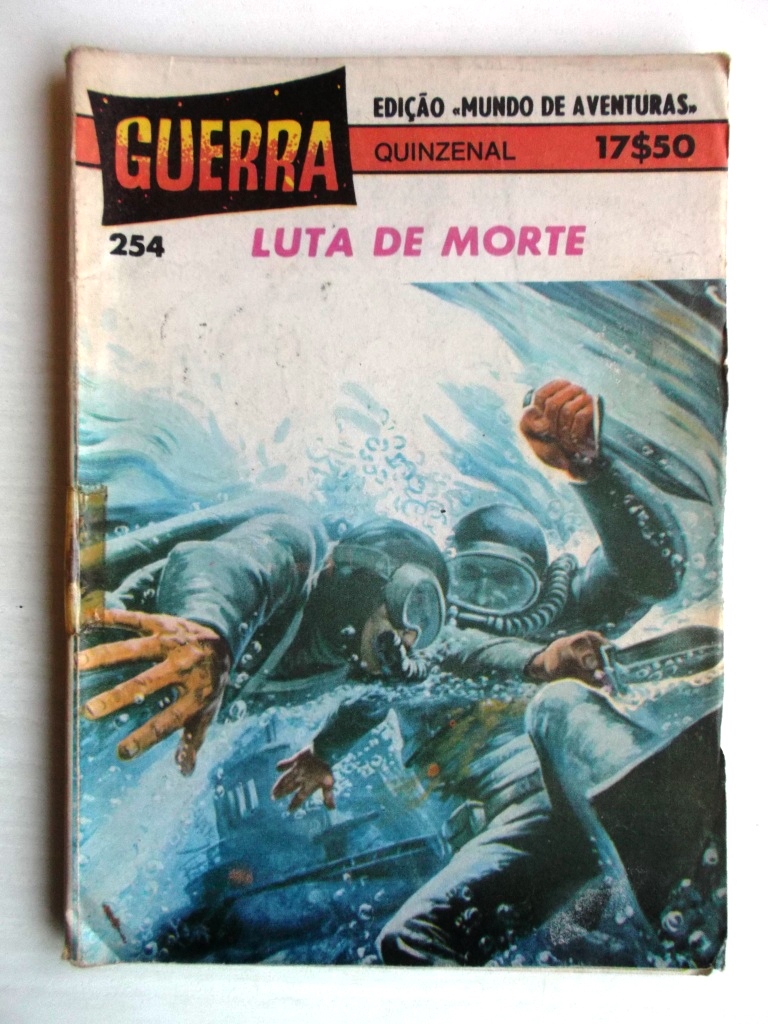 GUERRA
EDIÇÃO «MUNDO DE AVENTURAS»
QUINZENAL 17$50
254 LUTA DE MORTE